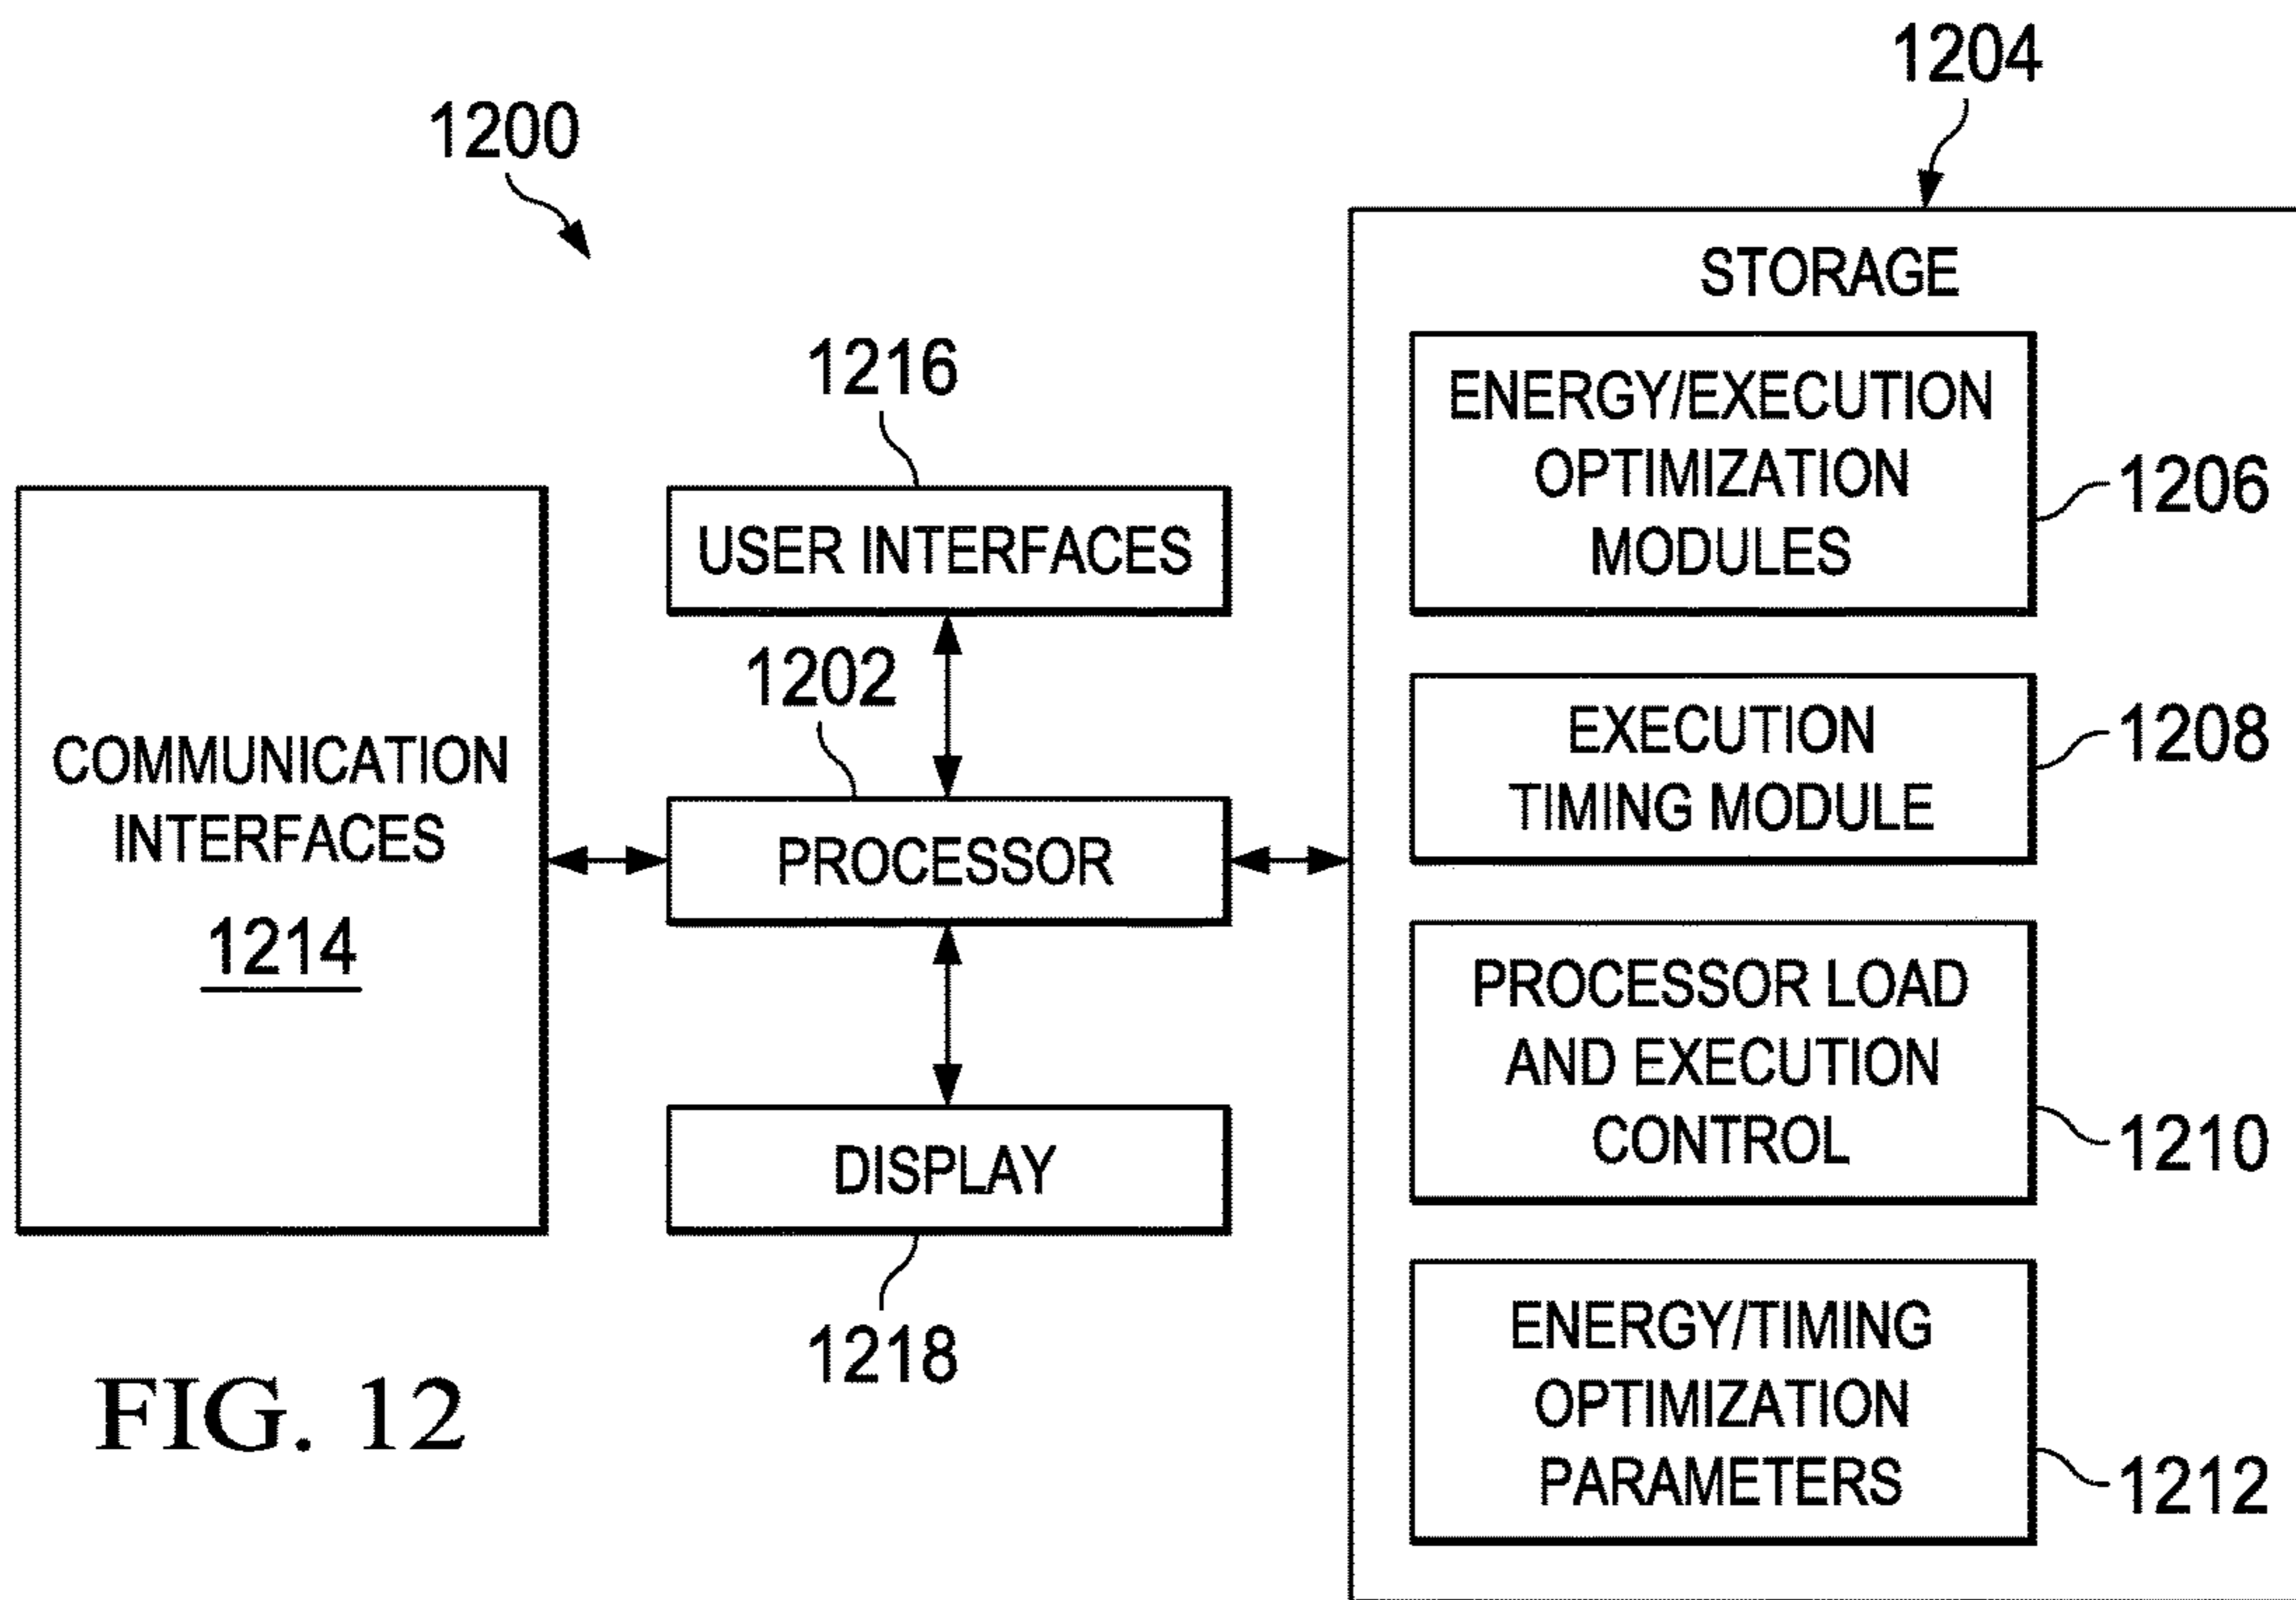 1204
1200
STORAGE
1216
ENERGY/EXECUTION
OPTIMIZATION
MODULES
1206
USER INTERFACES
1202
EXECUTION
TIMING MODULE
1208
COMMUNICATION
INTERFACES
1214
PROCESSOR
PROCESSOR LOAD
AND EXECUTION
CONTROL
1210
DISPLAY
1218
ENERGY/TIMING
OPTIMIZATION
PARAMETERS
1212
FIG. 12